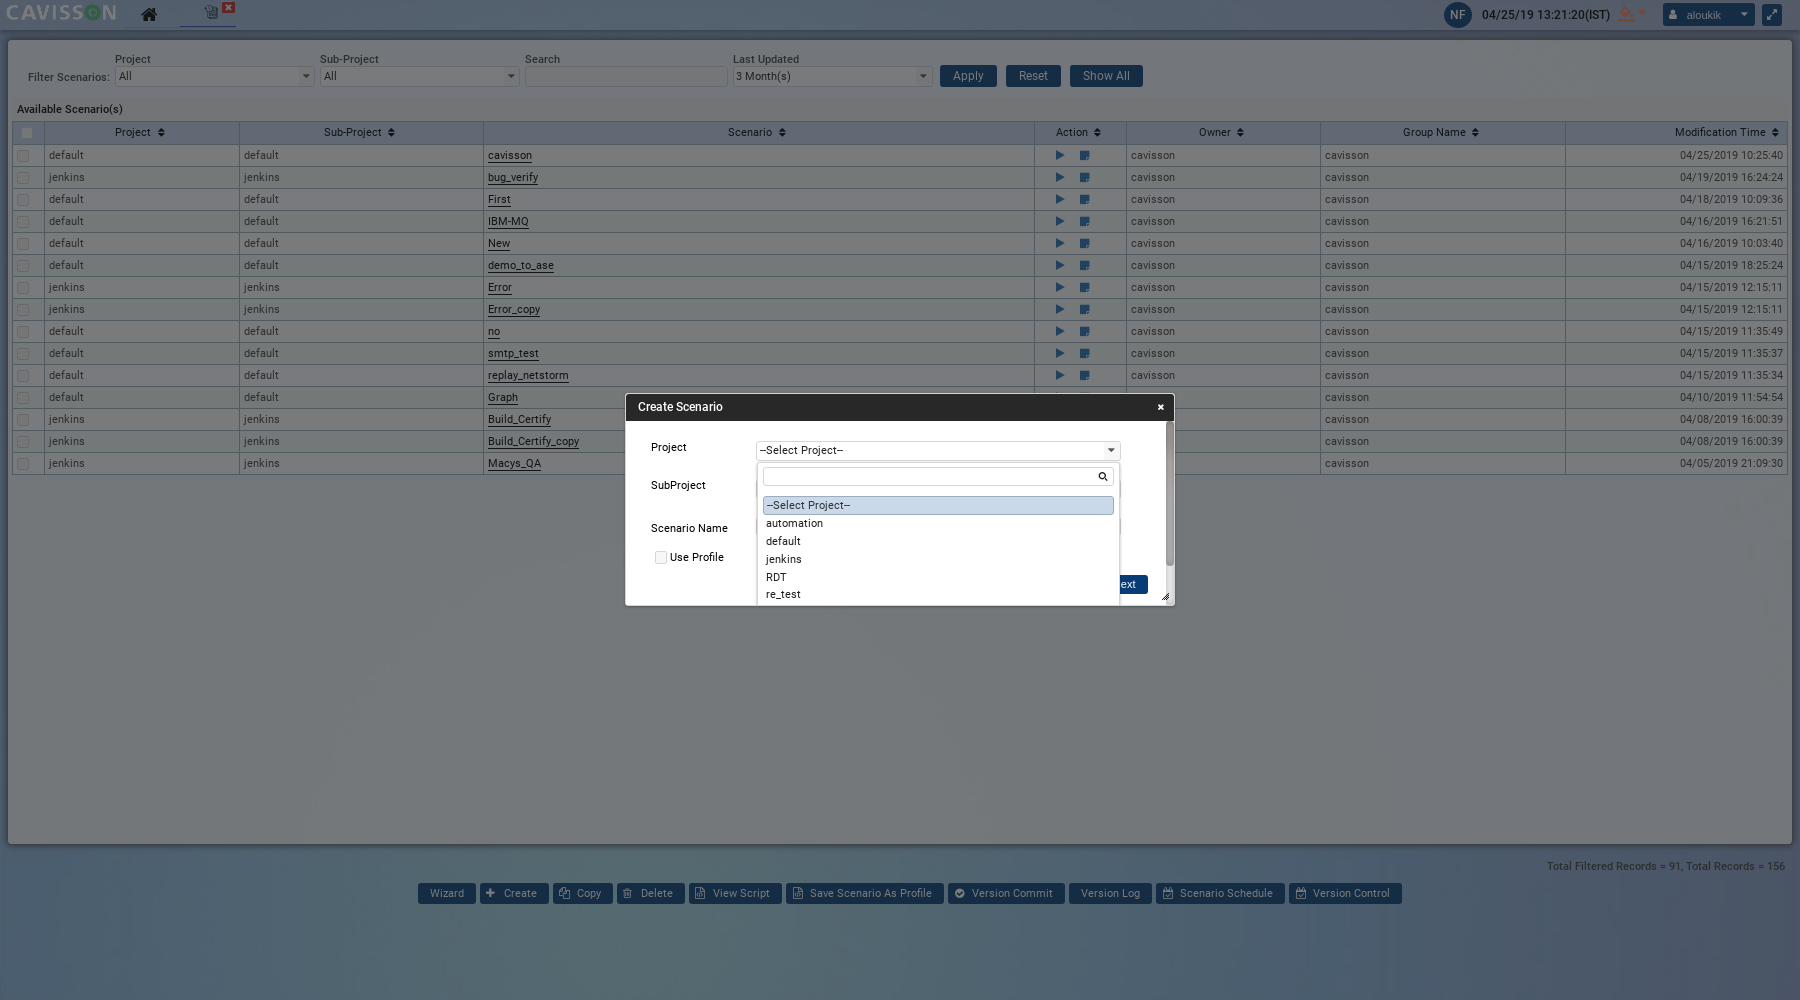 CAVISSON
NF 04/25/19 13:21:20(IST) aloukik
Project Sub-Project Search Last Updated
Filter Scenarios: All All 3 Month(s) Apply Reset Show All
Available Scenario(s)
Project Sub-Project Scenario Action Owner Group Name Modification Time
default default cavisson cavisson cavisson 04/25/2019 10:25:40
jenkins jenkins bug_verify cavisson cavisson 04/19/2019 16:24:24
default default First cavisson cavisson 04/18/2019 10:09:36
default default IBM-MQ cavisson cavisson 04/16/2019 16:21:51
default default New cavisson cavisson 04/16/2019 10:03:40
default default demo_to_ase cavisson cavisson 04/15/2019 18:25:24
jenkins jenkins Error cavisson cavisson 04/15/2019 12:15:11
jenkins jenkins Error_copy cavisson cavisson 04/15/2019 12:15:11
default default no cavisson cavisson 04/15/2019 11:35:49
default default smtp_test cavisson cavisson 04/15/2019 11:35:37
default default replay_netstorm cavisson cavisson 04/15/2019 11:35:34
default default Graph cavisson 04/10/2019 11:54:54
jenkins jenkins Build_Certify cavisson 04/08/2019 16:00:39
jenkins jenkins Build_Certify_copy cavisson 04/08/2019 16:00:39
jenkins jenkins Macys_QA cavisson 04/05/2019 21:09:30
Create Scenario
Project --Select Project--
SubProject
--Select Project--
automation
Scenario Name
default
Use Profile jenkins
RDT
ext
re_test
Total Filtered Records = 91, Total Records = 156
Wizard Create Copy Delete View Script Save Scenario As Profile Version Commit Version Log Scenario Schedule Version Control